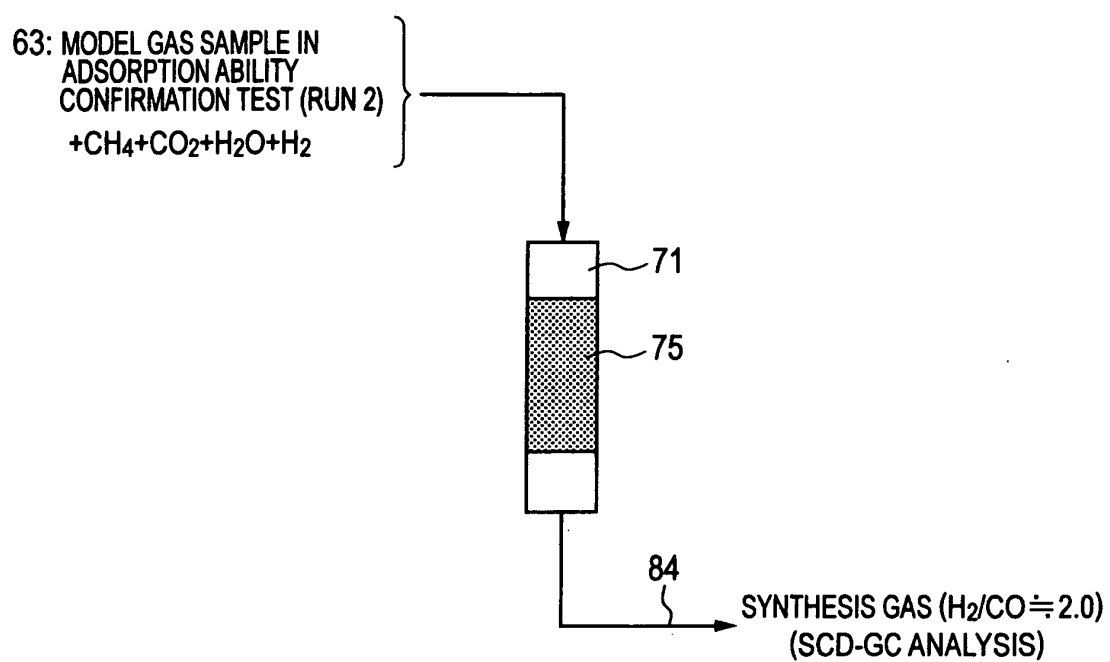 63: MODEL GAS SAMPLE IN
ADSORPTION ABILITY
CONFIRMATION TEST (RUN 2)
+CH4+CO2+H2O+H2
71
75
84
SYNTHESIS GAS (H2/CO≒2.0)
(SCD-GC ANALYSIS)